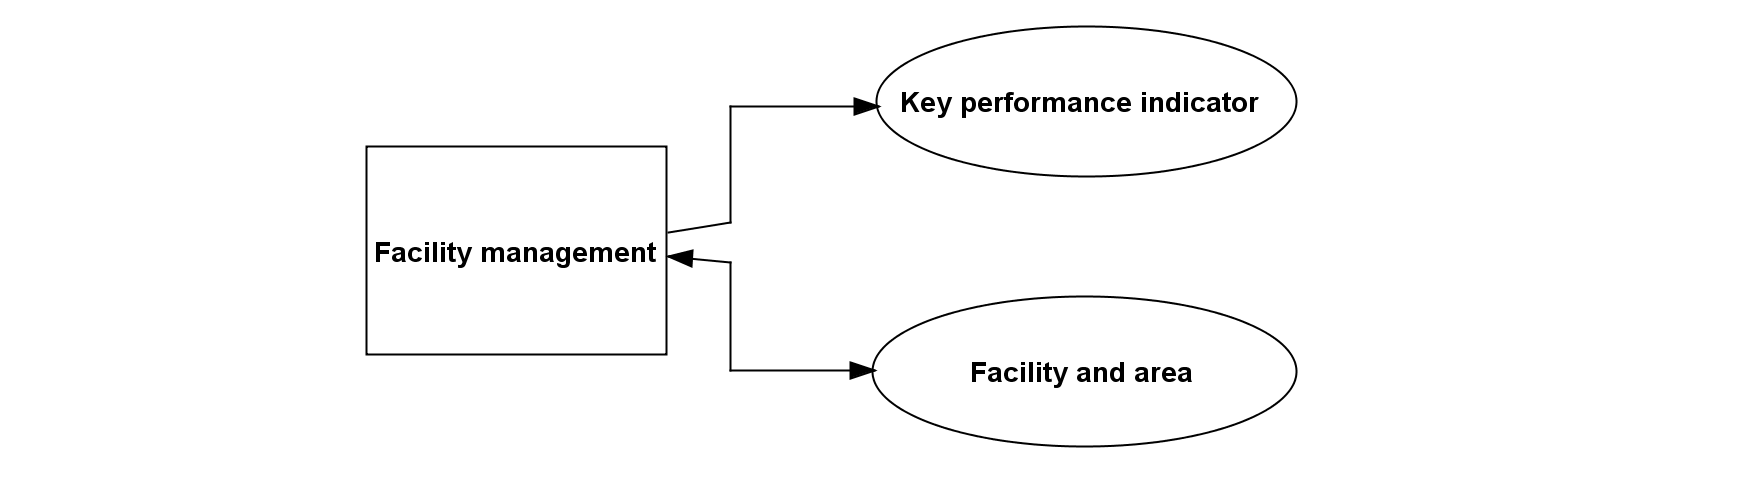 Key performance indicator
Facility management
Facility and area